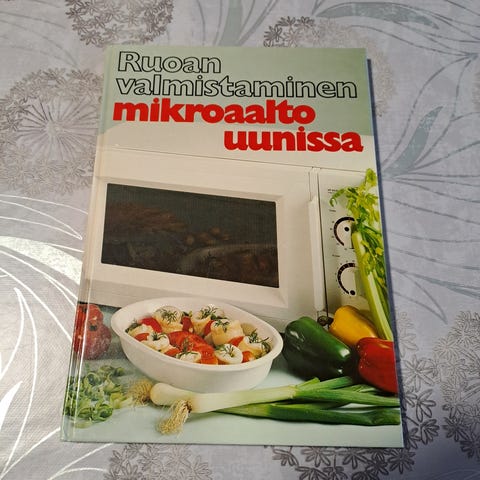 Ruoan
valmistaminen
mikroaalto
uunissa